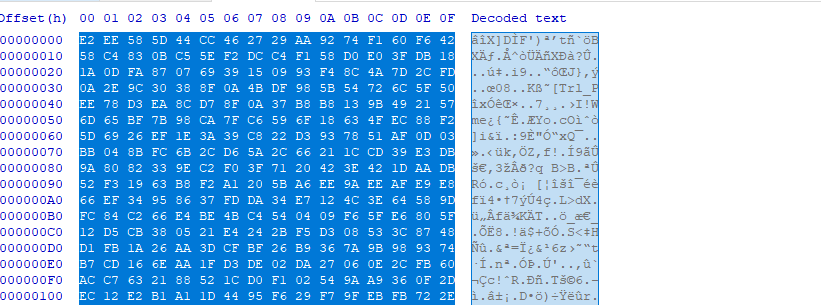 Offset(h) 00 01 02 03 04 05 06 07 08 09 0A 0B 0C 0D 0E 0F Decoded text
00000000 E2 EE 58 5D 44 CC 46 27 29 AA 92 74 F1 60 F6 42 âîX]DÌF')ª’tñ`öB
00000010 58 C4 83 0B C5 5E F2 DC C4 F1 58 D0 E0 3F DB 18 XÄƒ.Å^òÜÄñXÐà?Û.
00000020 1A 0D FA 87 07 69 39 15 09 93 F4 8C 4A 7D 2C FD ..ú‡.i9..“ôŒJ},ý
00000030 0A 2E 9C 30 38 8F 0A 4B DF 98 5B 54 72 6C 5F 50 ..œ08..Kß˜[Trl_P
00000040 EE 78 D3 EA 8C D7 8F 0A 37 B8 B8 13 9B 49 21 57 îxÓêŒ×..7¸¸.›I!W
00000050 6D 65 BF 7B 98 CA 7F C6 59 6F 18 63 4F EC 88 F2 me¿{˜Ê.ÆYo.cOìˆò
00000060 5D 69 26 EF 1E 3A 39 C8 22 D3 93 78 51 AF 0D 03 ]i&ï.:9È"Ó“xQ¯..
00000070 BB 04 8B FC 6B 2C D6 5A 2C 66 21 1C CD 39 E3 DB ».‹ük,ÖZ,f!.Í9ãÛ
00000080 9A 80 82 33 9E C2 F0 3F 71 20 42 3E 42 1D AA DB š€‚3žÂð?q B>B.ªÛ
00000090 52 F3 19 63 B8 F2 A1 20 5B A6 EE 9A EE AF E9 E8 Ró.c¸ò¡ [¦îšî¯éè
000000A0 66 EF 34 95 86 37 FD DA 34 E7 12 4C 3E 64 58 9D fï4•†7ýÚ4ç.L>dX.
000000B0 FC 84 C2 66 E4 BE 4B C4 54 04 09 F6 5F E6 80 5F ü„Âfä¾KÄT..ö_æ€_
000000C0 12 D5 CB 38 05 21 E4 24 2B F5 D3 08 53 3C 87 48 .ÕË8.!ä$+õÓ.S<‡H
000000D0 D1 FB 1A 26 AA 3D CF BF 26 B9 36 7A 9B 98 93 74 Ñû.&ª=Ï¿&¹6z›˜“t
000000E0 B7 CD 16 6E AA 1F D3 DE 02 DA 27 06 0E 2C FB 60 ·Í.nª.ÓÞ.Ú'..,û`
000000F0 AC C7 63 21 88 52 1C D0 F1 02 54 9A A9 36 0F 2D ¬Çc!ˆR.Ðñ.Tš©6.-
00000100 EC 12 E2 B1 A1 1D 44 95 F6 29 F7 9F EB FB 72 2E ì.â±¡.D•ö)÷Ÿëûr.